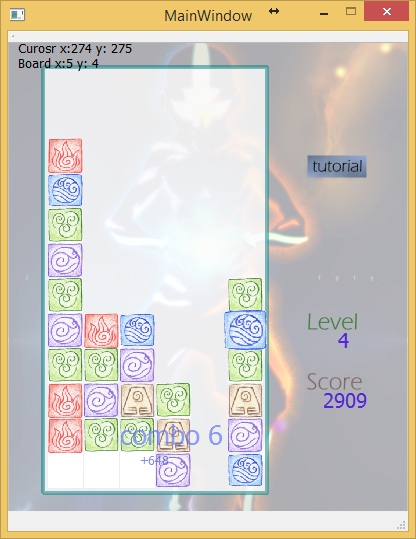 MainWindow
Curosr x:274 y: 275
Board x:5 y: 4
tutorial
Level
4
Score
2909
combo 6
+648